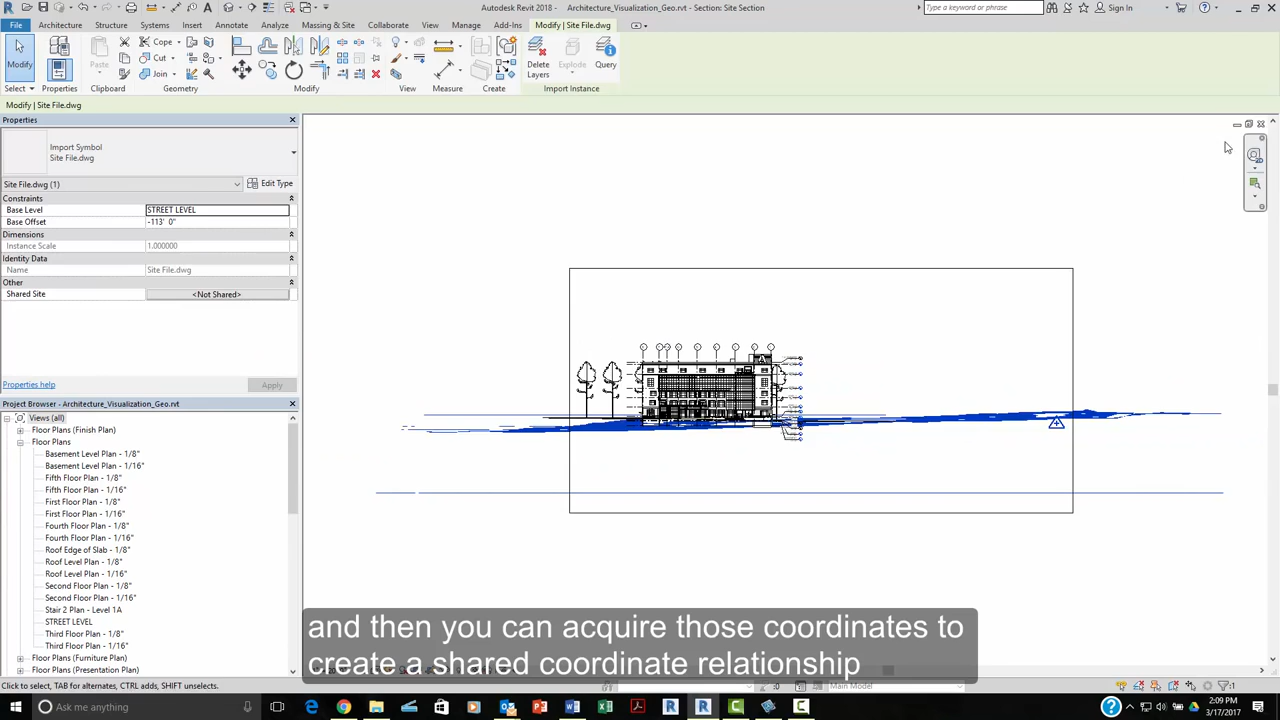 Autodesk Revit 2018 - Architecture_Visualization_Geo.rvt - Section: Site Section
Type a keyword or phrase
Sign In
File Architecture Structure Systems Insert Annotate Analyze Massing & Site Collaborate View Manage Add-Ins Modify | Site File.dwg
Modify Paste Cope Cut Join Delete Layers Explode Query
Select Properties Clipboard Geometry Modify View Measure Create Import Instance
Modify | Site File.dwg
Properties
Import Symbol
Site File.dwg
Site File.dwg (1) Edit Type
Constraints
Base Level STREET LEVEL
Base Offset -113' 0"
Dimensions
Instance Scale 1.000000
Identity Data
Name Site File.dwg
Other
Shared Site <Not Shared>
Properties help Apply
Project Browser - Architecture_Visualization_Geo.rvt
Views (all)
Floor Plans (Finish Plan)
Floor Plans
Basement Level Plan - 1/8"
Basement Level Plan - 1/16"
Fifth Floor Plan - 1/8"
Fifth Floor Plan - 1/16"
First Floor Plan - 1/8"
First Floor Plan - 1/16"
Fourth Floor Plan - 1/8"
Fourth Floor Plan - 1/16"
Roof Edge of Slab - 1/8"
Roof Level Plan - 1/8"
Roof Level Plan - 1/16"
Second Floor Plan - 1/8"
Second Floor Plan - 1/16"
Stair 2 Plan - Level 1A
STREET LEVEL
Third Floor Plan - 1/8"
Third Floor Plan - 1/16"
Floor Plans (Furniture Plan)
Floor Plans (Presentation Plan)
and then you can acquire those coordinates to
create a shared coordinate relationship
Click to select, TAB for alternates, CTRL adds, SHIFT unselects.
:0 Main Model :1
Ask me anything
2:09 PM
3/17/2017